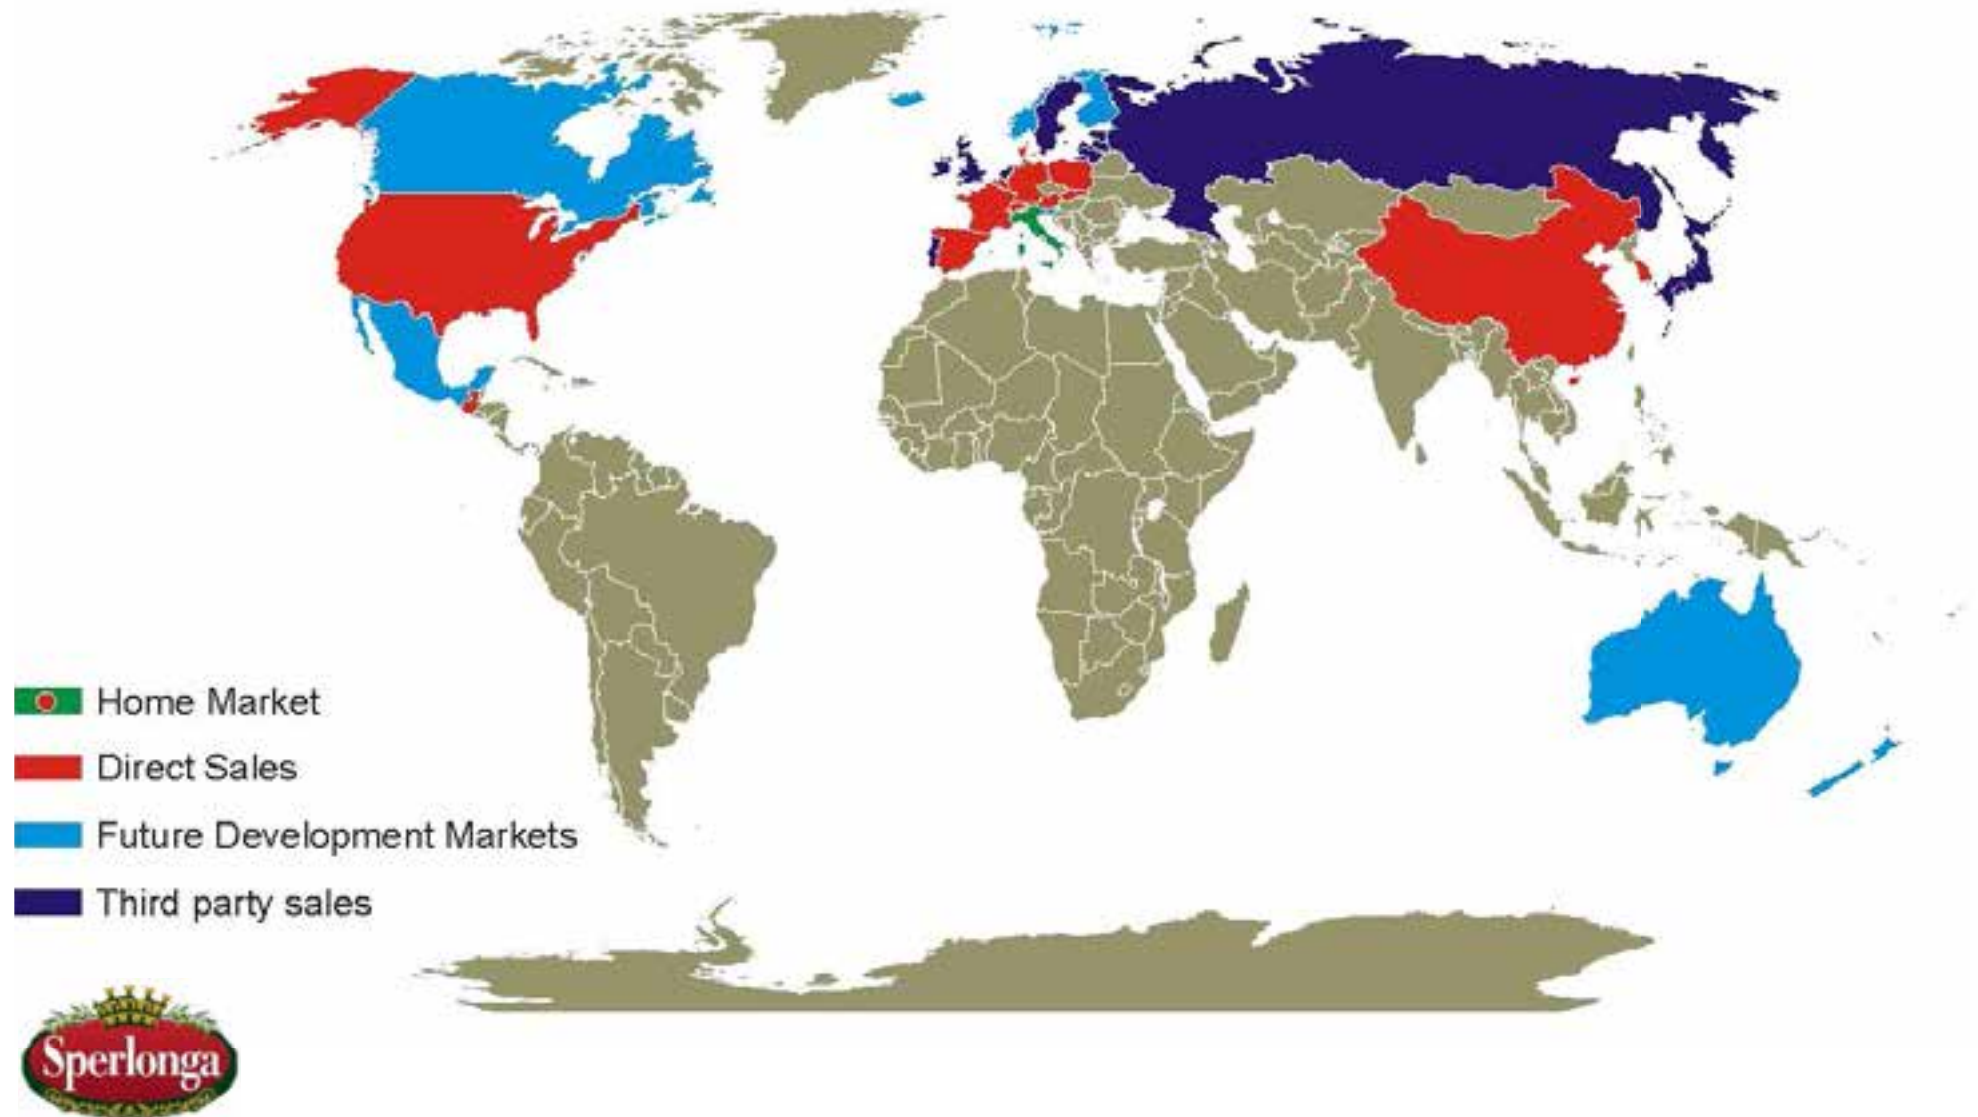 Home Market
Direct Sales
Future Development Markets
Third party sales
Sperlonga